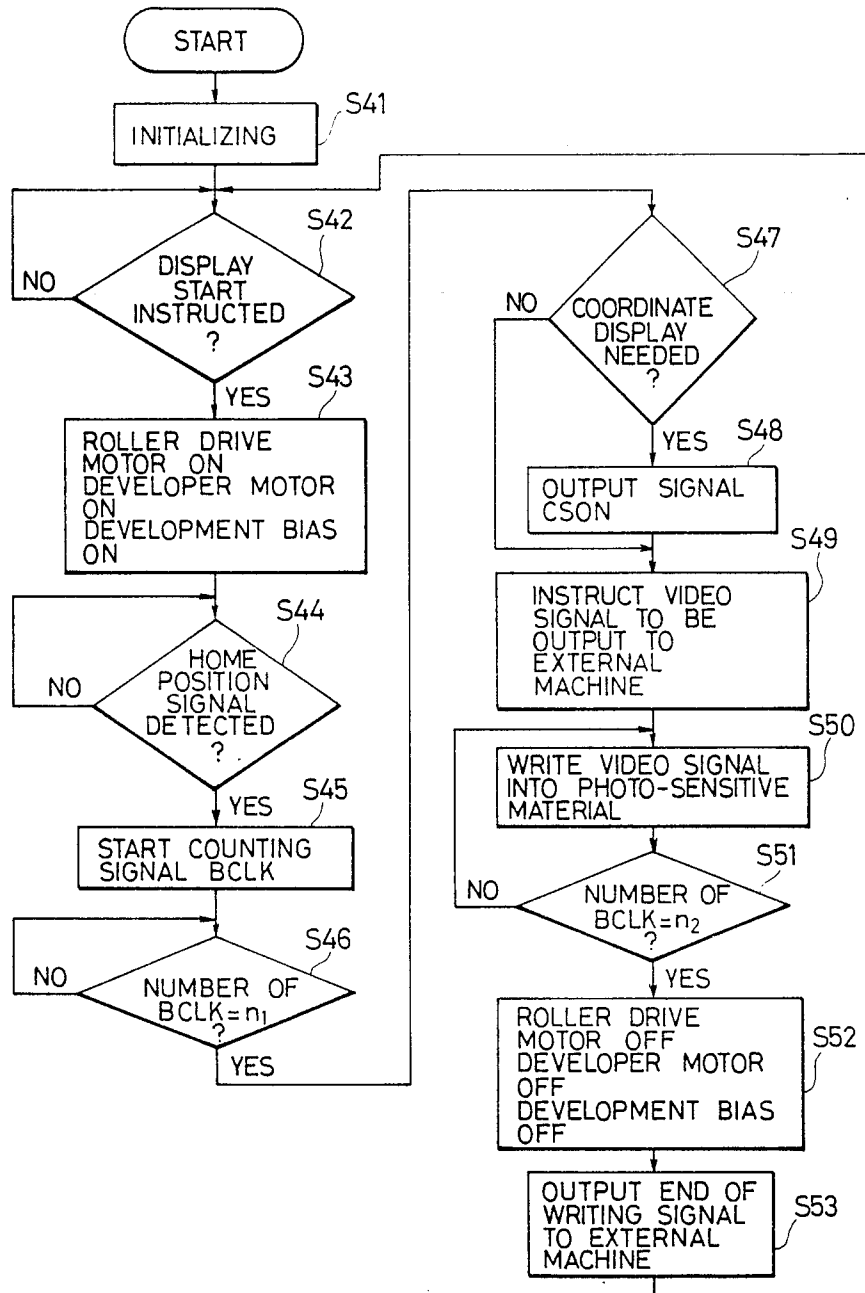 START
S41
INITIALIZING
S42
DISPLAY
START
INSTRUCTED
?
NO
YES
S43
ROLLER DRIVE
MOTOR ON
DEVELOPER MOTOR
ON
DEVELOPMENT BIAS
ON
S44
HOME
POSITION
SIGNAL
DETECTED
?
NO
YES
S45
START COUNTING
SIGNAL BCLK
S46
NUMBER OF
BCLK=n₁
?
NO
YES
S47
COORDINATE
DISPLAY
NEEDED
?
NO
YES
S48
OUTPUT SIGNAL
CSON
S49
INSTRUCT VIDEO
SIGNAL TO BE
OUTPUT TO
EXTERNAL
MACHINE
S50
WRITE VIDEO SIGNAL
INTO PHOTO-SENSITIVE
MATERIAL
S51
NUMBER OF
BCLK=n₂
?
NO
YES
S52
ROLLER DRIVE
MOTOR OFF
DEVELOPER MOTOR
OFF
DEVELOPMENT BIAS
OFF
S53
OUTPUT END OF
WRITING SIGNAL
TO EXTERNAL
MACHINE